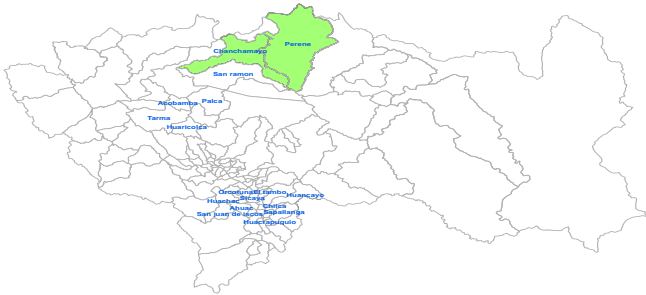 Perene
Chanchamayo
San ramon
Acobamba
Palca
Tarma
Huaricolca
Orcotuna
El tambo
Huancayo
Sicaya
Huachac
Chilca
Ahuac
Sapallanga
San juan de iscos
Huacrapuquio